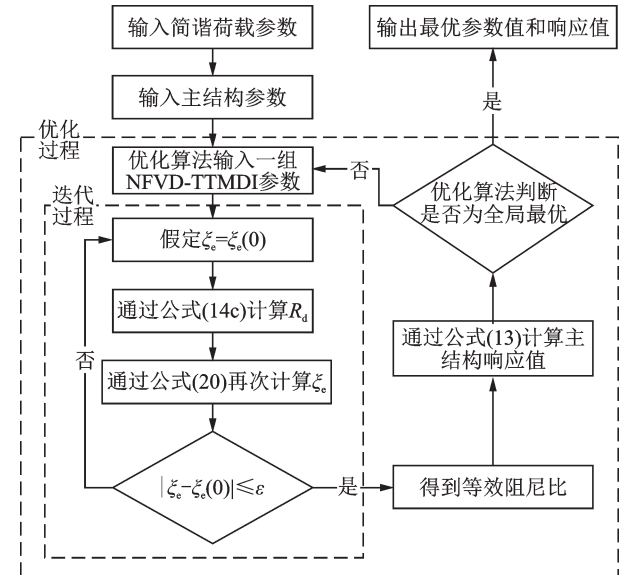 输入简谐荷载参数
输出最优参数值和响应值
输入主结构参数
是
优化
过程
优化算法输入一组
NFVD-TTMDI参数
否
优化算法判断
是否为全局最优
迭代
过程
假定ξe=ξe(0)
通过公式(14c)计算Rd
通过公式(13)计算主
结构响应值
否
通过公式(20)再次计算ξe
|ξe−ξe(0)|≤ε
是
得到等效阻尼比